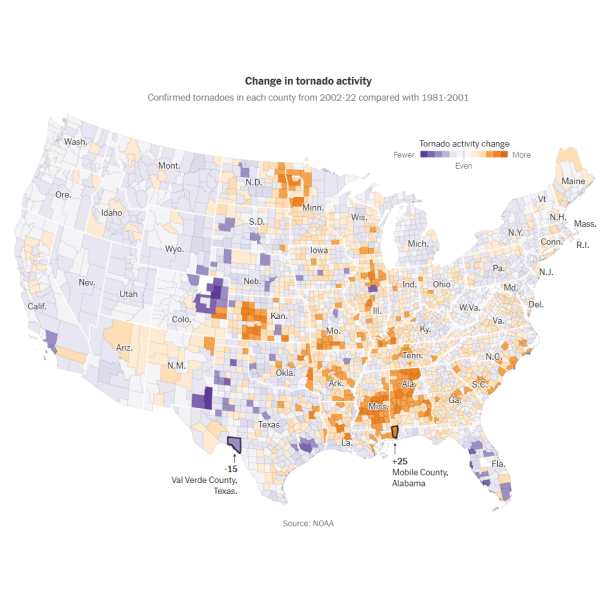 Change in tornado activity
Confirmed tornadoes in each county from 2002-22 compared with 1981-2001
Tornado activity change
Fewer
More
Even
Wash.
Mont.
N.D.
Minn.
Maine
Ore.
Idaho
S.D.
Wis.
Vt
N.H.
Mass.
N.Y.
Conn.
R.I.
Mich.
Wyo.
Iowa
Pa.
N.J.
Nev.
Utah
Neb.
Ill.
Ind.
Ohio
Md.
Del.
Calif.
Colo.
Kan.
Mo.
Ky.
W.Va.
Va.
Ariz.
N.M.
Okla.
Ark.
Tenn.
N.C.
S.C.
Texas
La.
Miss.
Ala.
Ga.
Fla.
-15
Val Verde County,
Texas.
+25
Mobile County,
Alabama
Source: NOAA